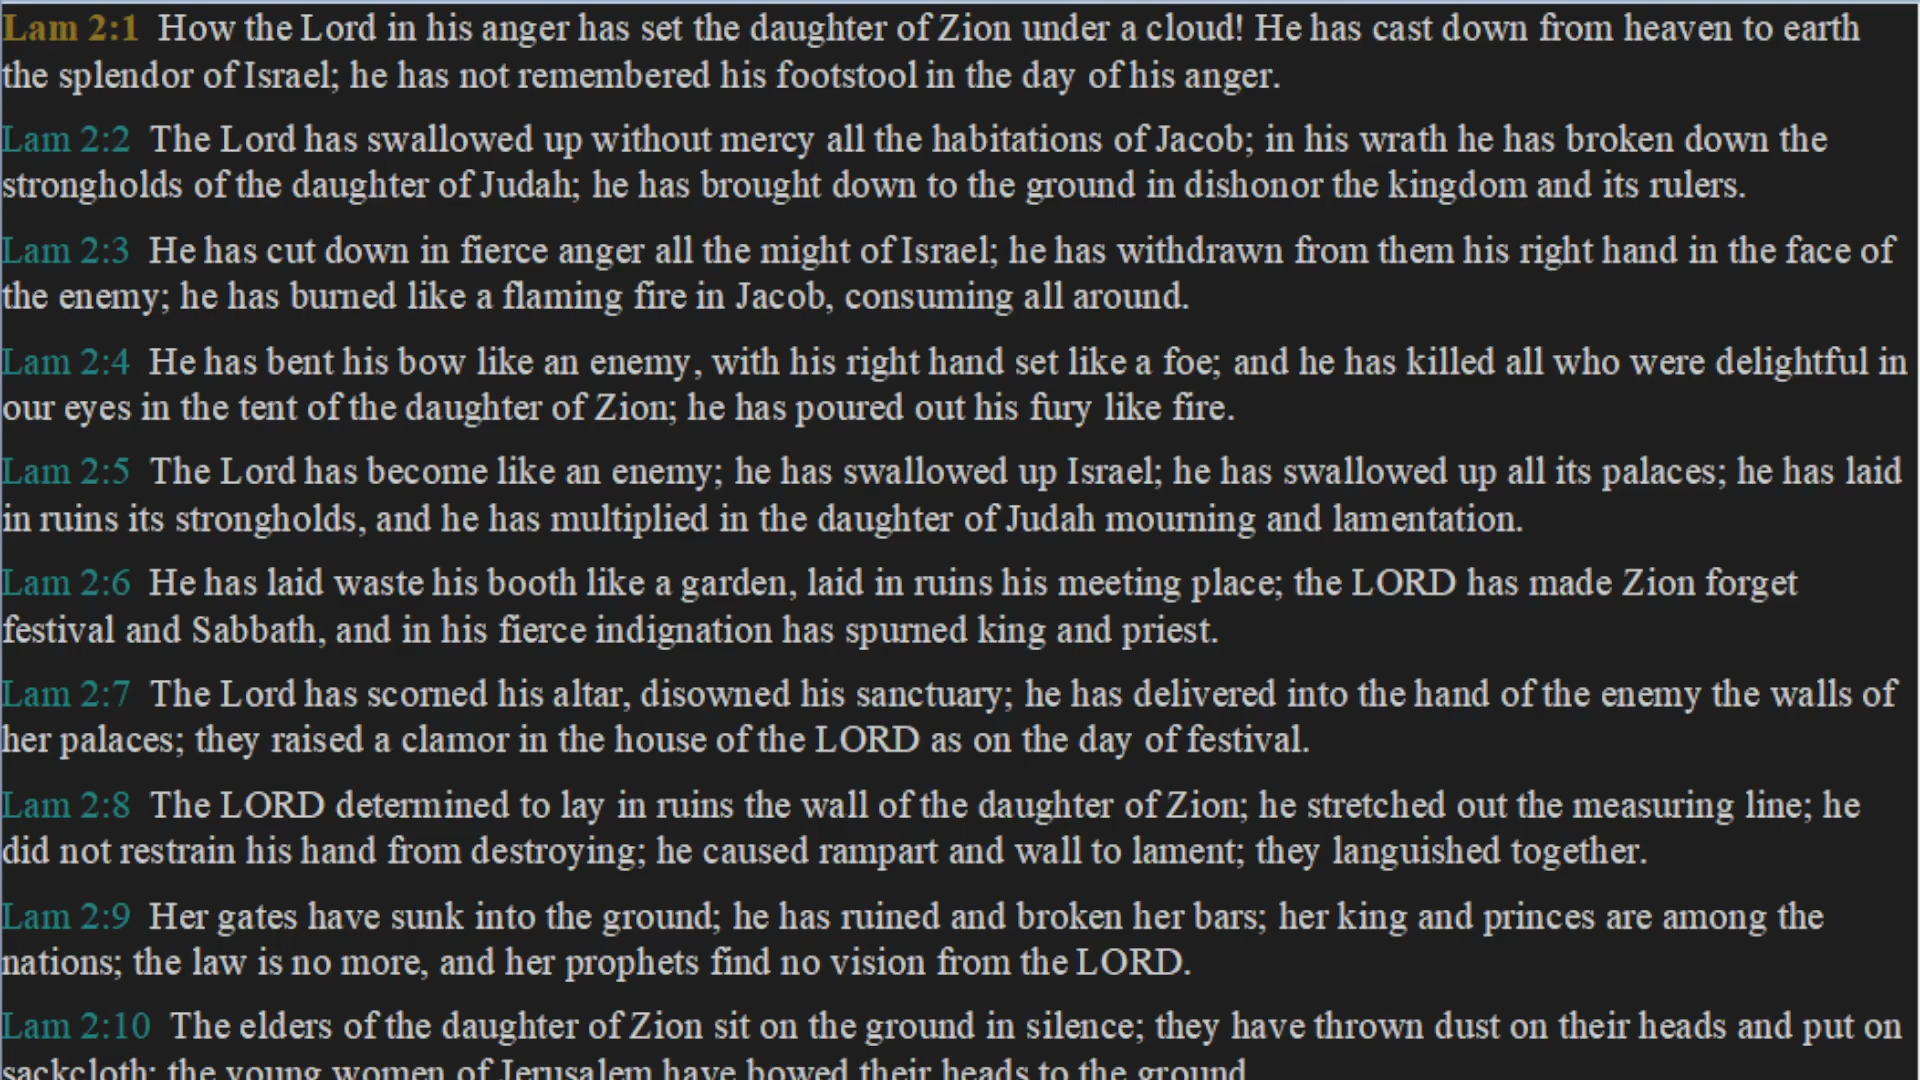 Lam 2:1 How the Lord in his anger has set the daughter of Zion under a cloud! He has cast down from heaven to earth
the splendor of Israel; he has not remembered his footstool in the day of his anger.
Lam 2:2 The Lord has swallowed up without mercy all the habitations of Jacob; in his wrath he has broken down the
strongholds of the daughter of Judah; he has brought down to the ground in dishonor the kingdom and its rulers.
Lam 2:3 He has cut down in fierce anger all the might of Israel; he has withdrawn from them his right hand in the face of
the enemy; he has burned like a flaming fire in Jacob, consuming all around.
Lam 2:4 He has bent his bow like an enemy, with his right hand set like a foe; and he has killed all who were delightful in
our eyes in the tent of the daughter of Zion; he has poured out his fury like fire.
Lam 2:5 The Lord has become like an enemy; he has swallowed up Israel; he has swallowed up all its palaces; he has laid
in ruins its strongholds, and he has multiplied in the daughter of Judah mourning and lamentation.
Lam 2:6 He has laid waste his booth like a garden, laid in ruins his meeting place; the LORD has made Zion forget
festival and Sabbath, and in his fierce indignation has spurned king and priest.
Lam 2:7 The Lord has scorned his altar, disowned his sanctuary; he has delivered into the hand of the enemy the walls of
her palaces; they raised a clamor in the house of the LORD as on the day of festival.
Lam 2:8 The LORD determined to lay in ruins the wall of the daughter of Zion; he stretched out the measuring line; he
did not restrain his hand from destroying; he caused rampart and wall to lament; they languished together.
Lam 2:9 Her gates have sunk into the ground; he has ruined and broken her bars; her king and princes are among the
nations; the law is no more, and her prophets find no vision from the LORD.
Lam 2:10 The elders of the daughter of Zion sit on the ground in silence; they have thrown dust on their heads and put on
sackcloth; the young women of Jerusalem have bowed their heads to the ground.